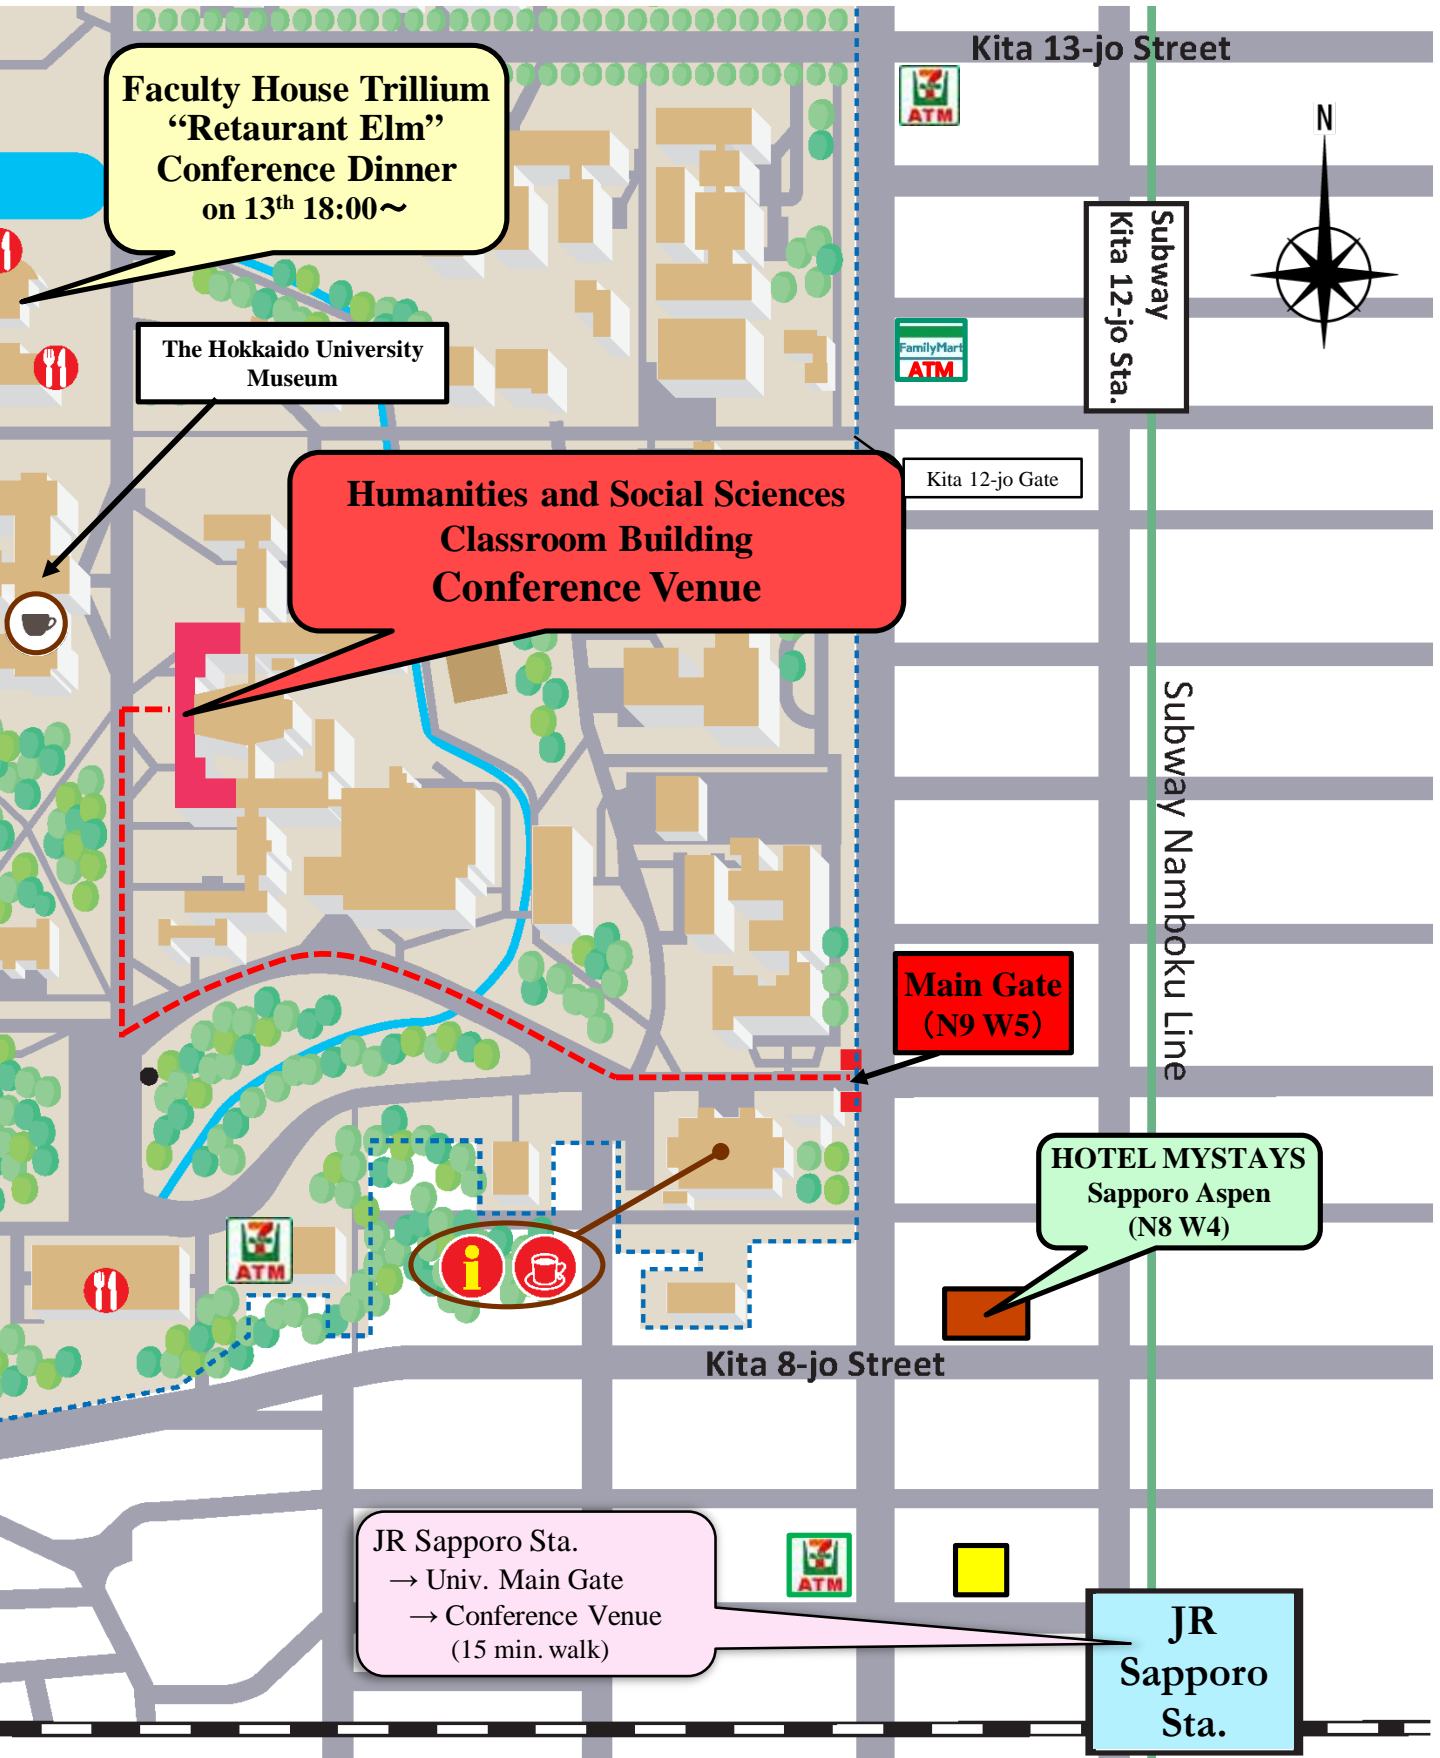 Kita 13-jo Street
Faculty House Trillium
“Retaurant Elm”
Conference Dinner
on 13th 18:00～
ATM
N
Subway
Kita 12-jo Sta.
The Hokkaido University
Museum
FamilyMart
ATM
Kita 12-jo Gate
Humanities and Social Sciences
Classroom Building
Conference Venue
Subway Namboku Line
Main Gate
（N9 W5）
HOTEL MYSTAYS
Sapporo Aspen
(N8 W4)
ATM
i
Kita 8-jo Street
JR Sapporo Sta.
→ Univ. Main Gate
→ Conference Venue
(15 min. walk)
ATM
JR
Sapporo
Sta.